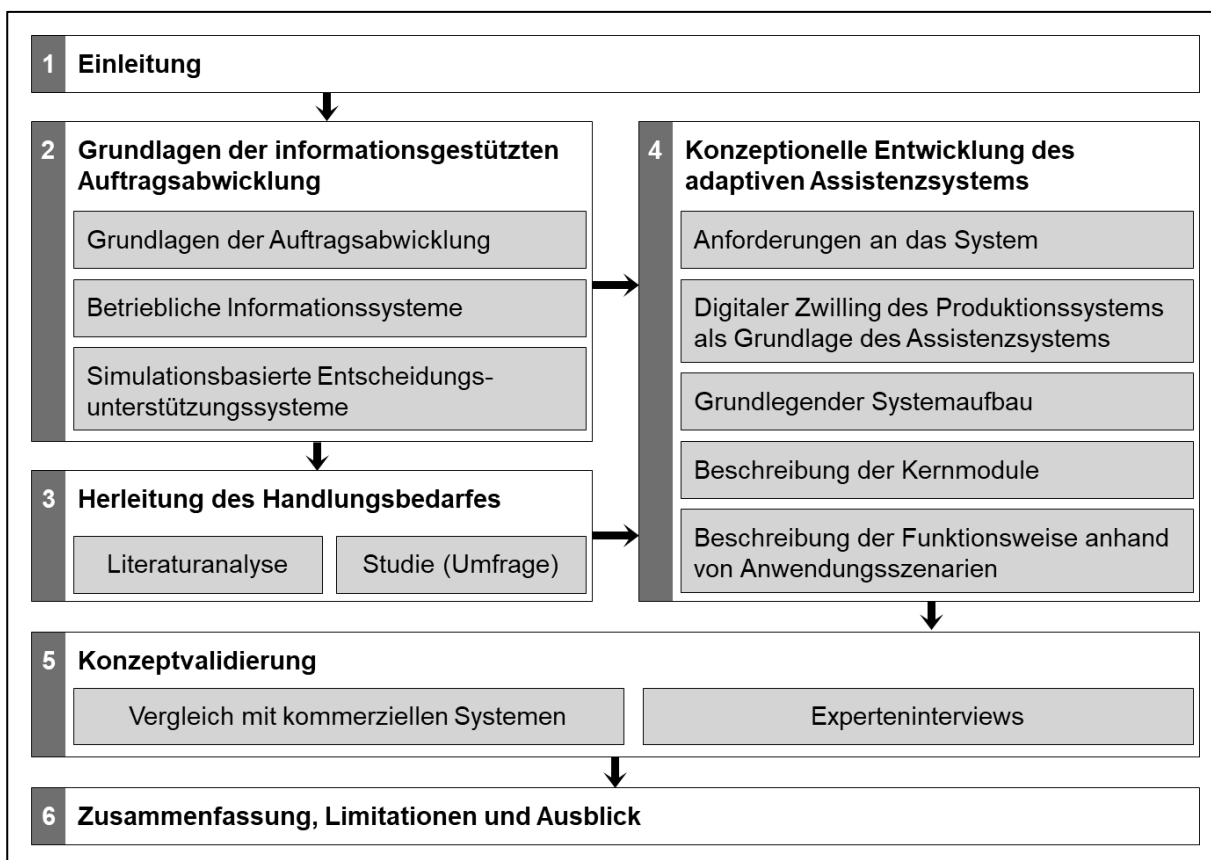 1 Einleitung
2 Grundlagen der informationsgestützten
Auftragsabwicklung
Grundlagen der Auftragsabwicklung
Betriebliche Informationssysteme
Simulationsbasierte Entscheidungs-
unterstützungssysteme
3 Herleitung des Handlungsbedarfes
Literaturanalyse
Studie (Umfrage)
4 Konzeptionelle Entwicklung des
adaptiven Assistenzsystems
Anforderungen an das System
Digitaler Zwilling des Produktionssystems
als Grundlage des Assistenzsystems
Grundlegender Systemaufbau
Beschreibung der Kernmodule
Beschreibung der Funktionsweise anhand
von Anwendungsszenarien
5 Konzeptvalidierung
Vergleich mit kommerziellen Systemen
Experteninterviews
6 Zusammenfassung, Limitationen und Ausblick